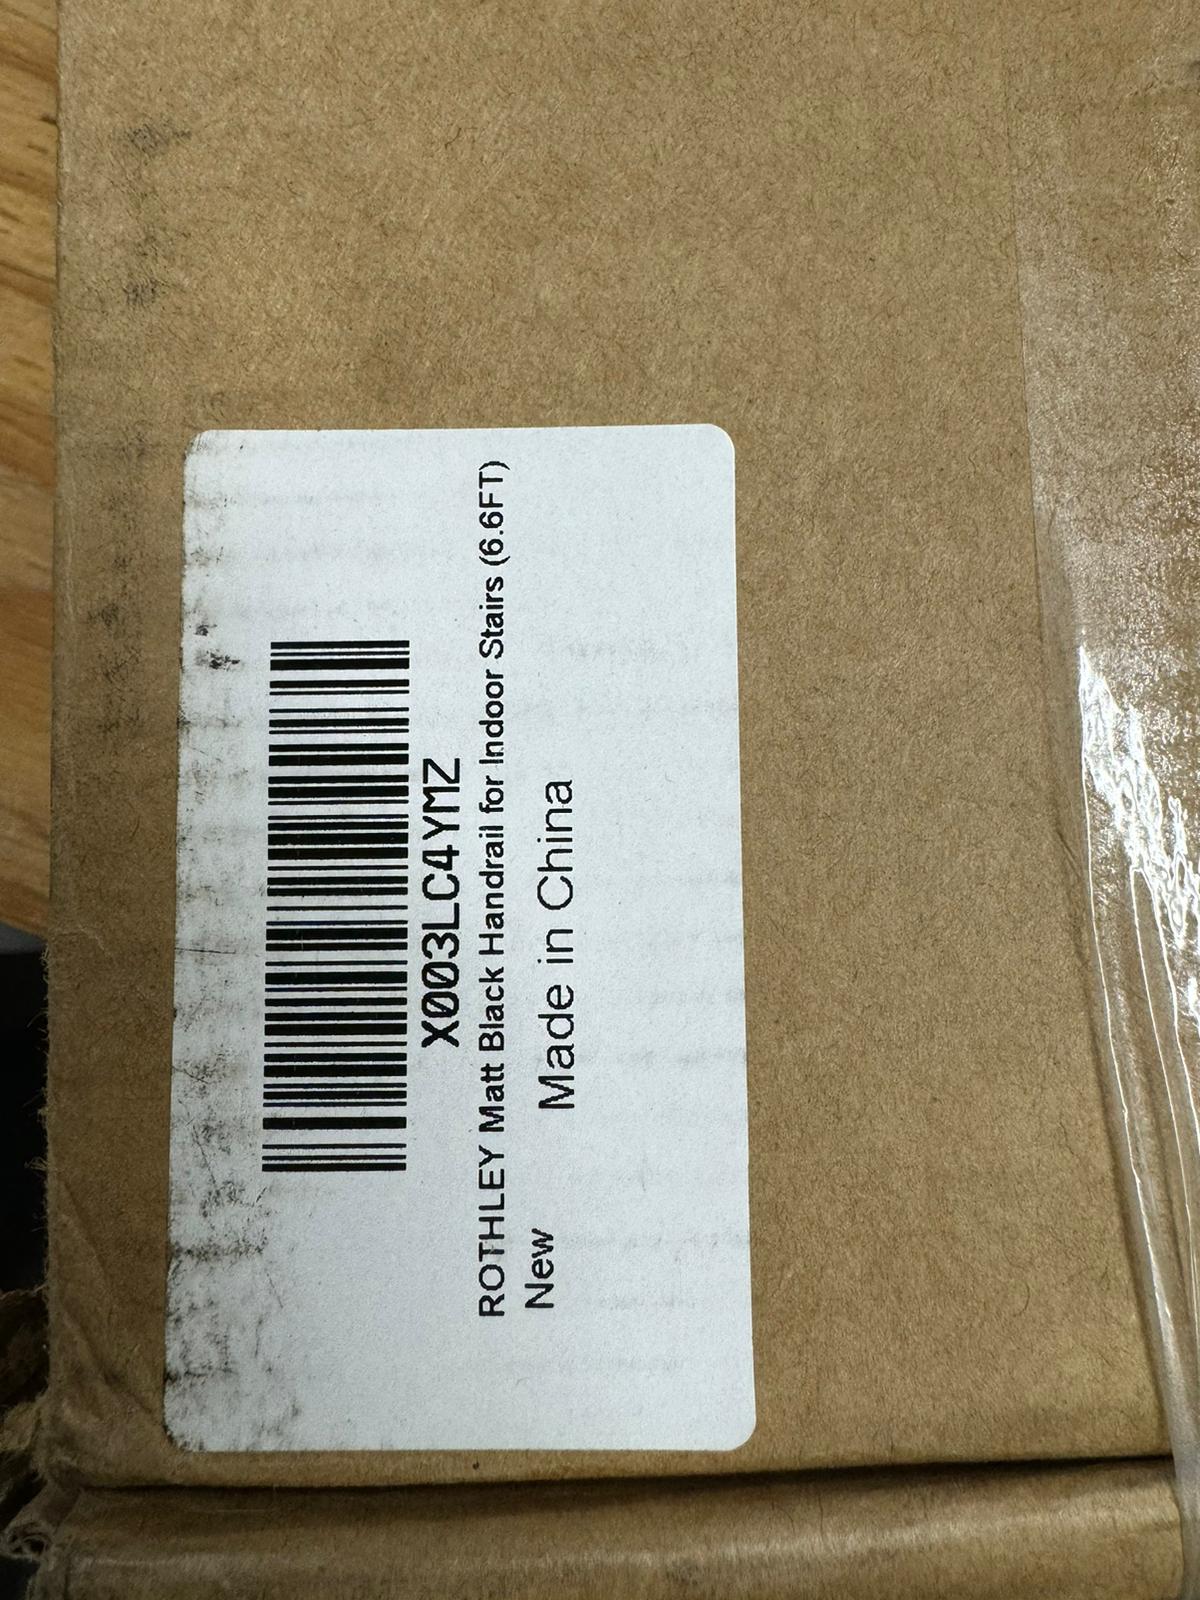 X003LC4YMZ
ROTHLEY Matt Black Handrail for Indoor Stairs (6.6FT)
New
Made in China